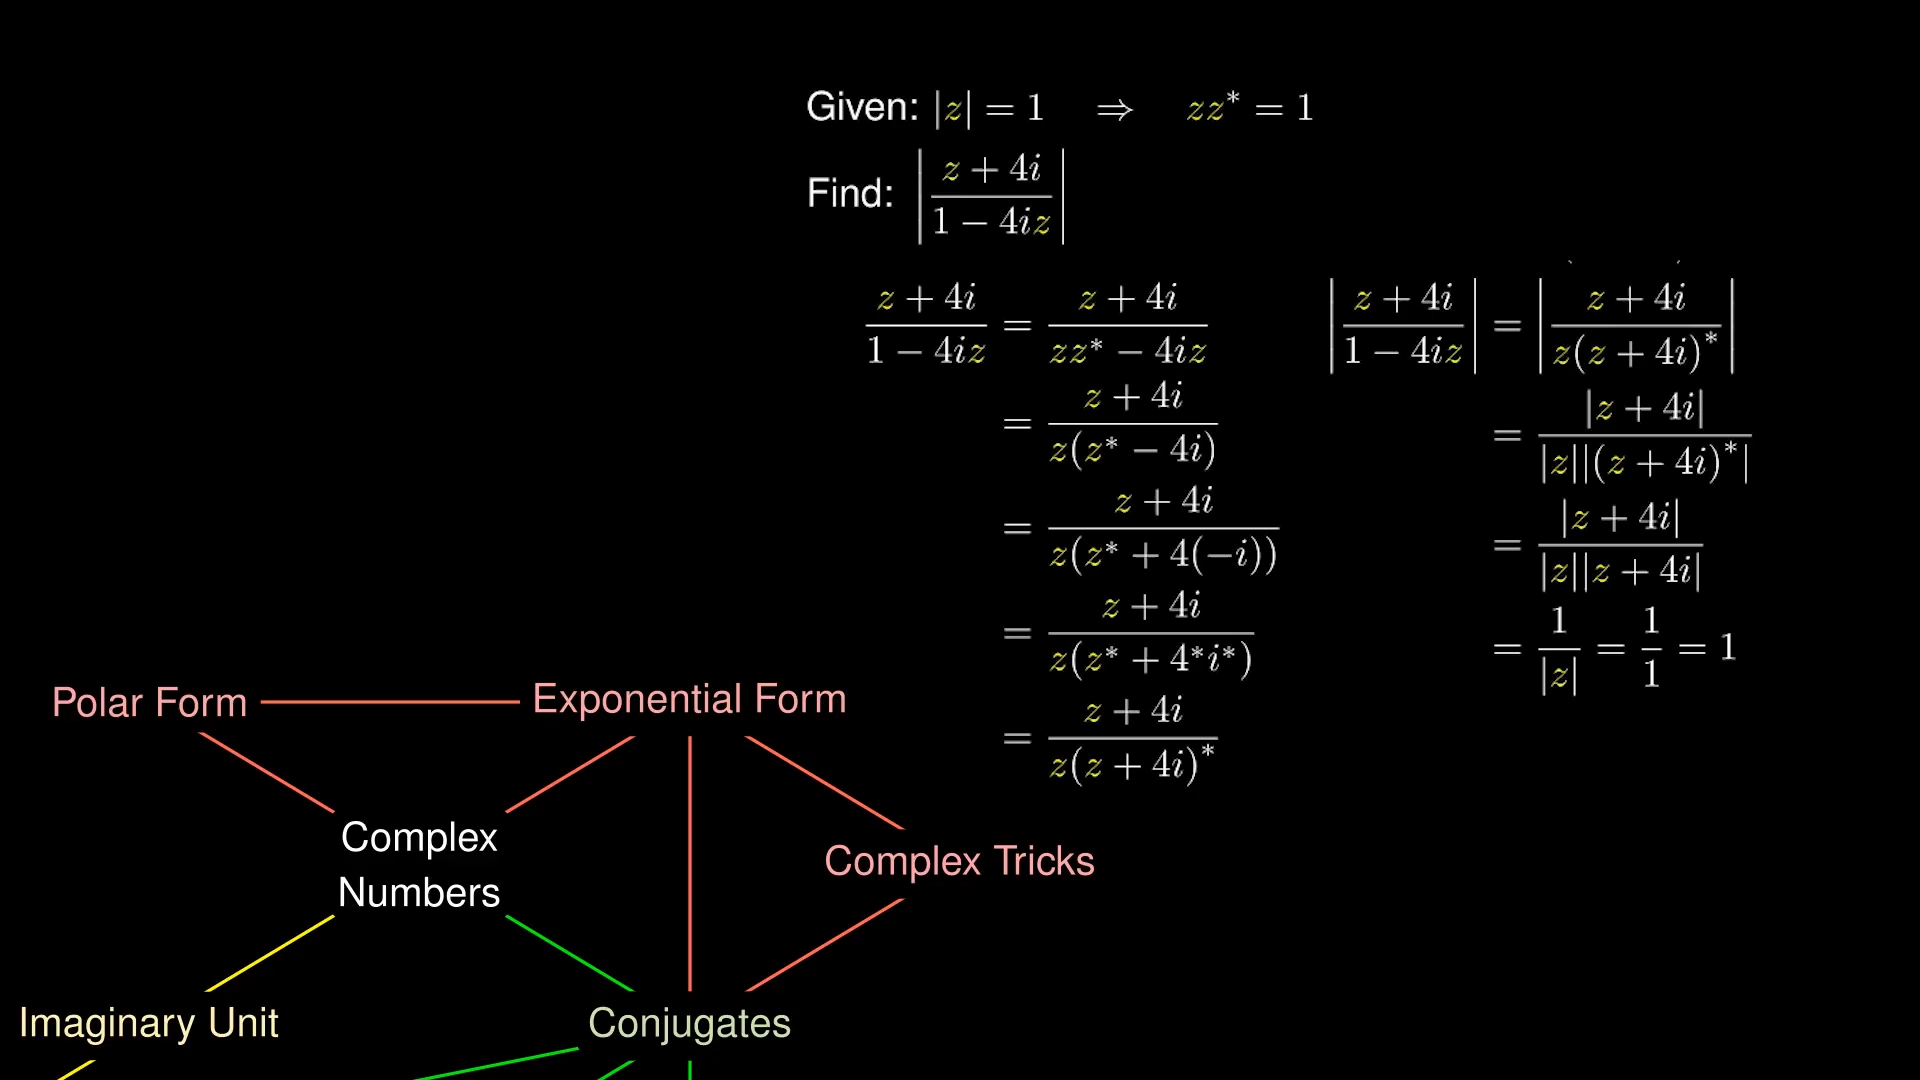 Given: |z| = 1 ⇒ zz* = 1
Find: |(z + 4i)/(1 − 4iz)|
(z + 4i)/(1 − 4iz) = (z + 4i)/(zz* − 4iz)
= (z + 4i)/(z(z* − 4i))
= (z + 4i)/(z(z* + 4(−i)))
= (z + 4i)/(z(z* + 4*i*))
= (z + 4i)/(z(z + 4i)*)
|(z + 4i)/(1 − 4iz)| = |(z + 4i)/(z(z + 4i)*)|
= |z + 4i|/(|z||(z + 4i)*|)
= |z + 4i|/(|z||z + 4i|)
= 1/|z| = 1/1 = 1
Polar Form
Exponential Form
Complex
Numbers
Complex Tricks
Imaginary Unit
Conjugates